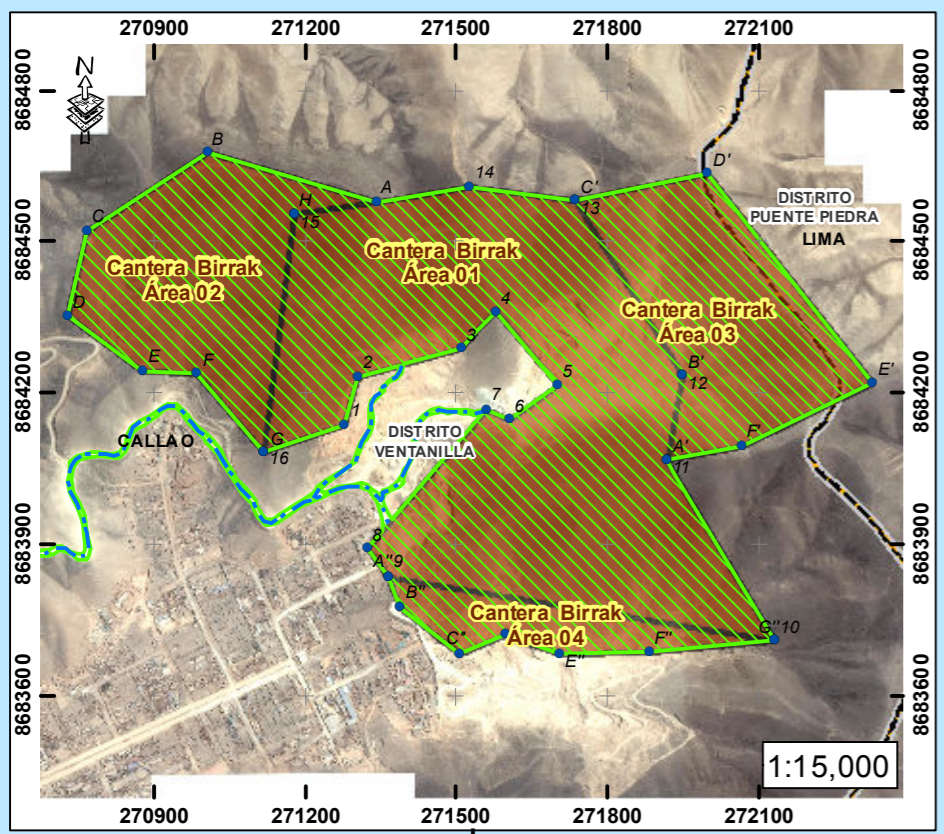 270900 271200 271500 271800 272100
8684800
8684500
8684200
8683900
8683600
N
B
C
D
E
F
G
16
H
15
A
14
C'
13
D'
E'
F'
B'
12
A'
11
1
2
3
4
5
6
7
8
A''9
B''
C''
E''
F''
G''10
DISTRITO
PUENTE PIEDRA
LIMA
Cantera Birrak
Área 02
Cantera Birrak
Área 01
Cantera Birrak
Área 03
CALLAO
DISTRITO
VENTANILLA
Cantera Birrak
Área 04
1:15,000
8684800
8684500
8684200
8683900
8683600
270900 271200 271500 271800 272100